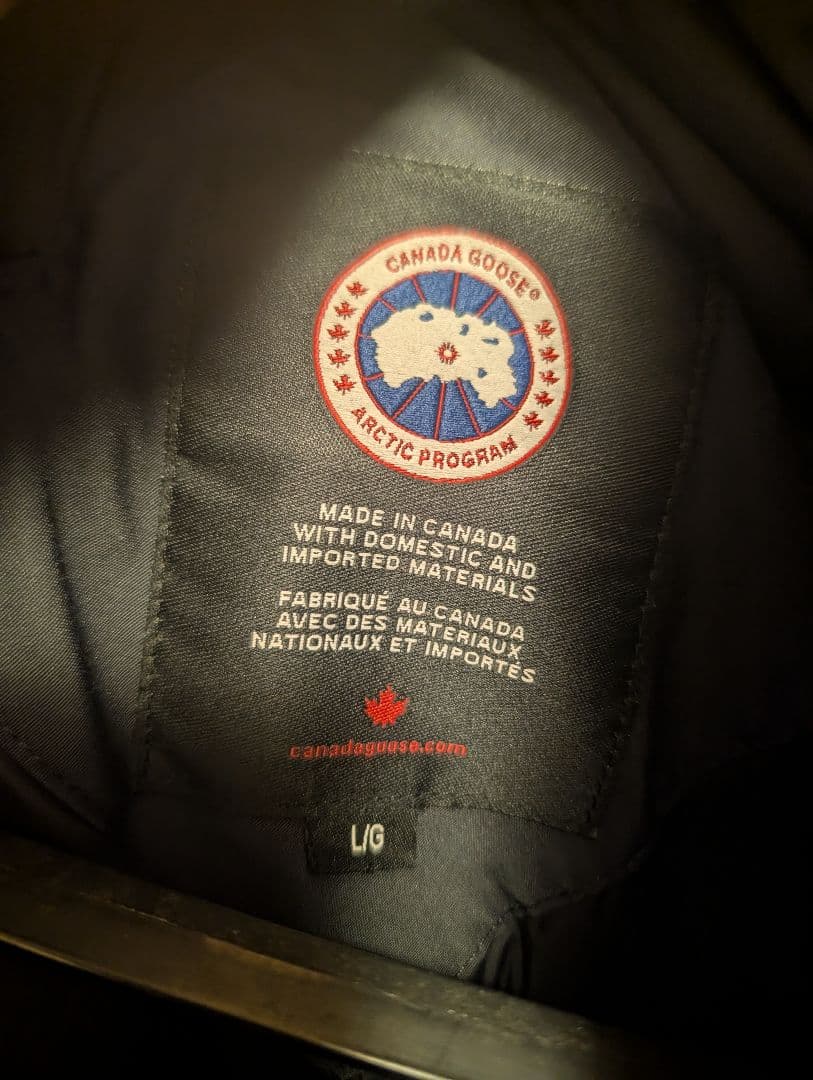 CANADA GOOSE®
ARCTIC PROGRAM
MADE IN CANADA
WITH DOMESTIC AND
IMPORTED MATERIALS
FABRIQUÉ AU CANADA
AVEC DES MATERIAUX
NATIONAUX ET IMPORTÉS
canadagoose.com
L/G